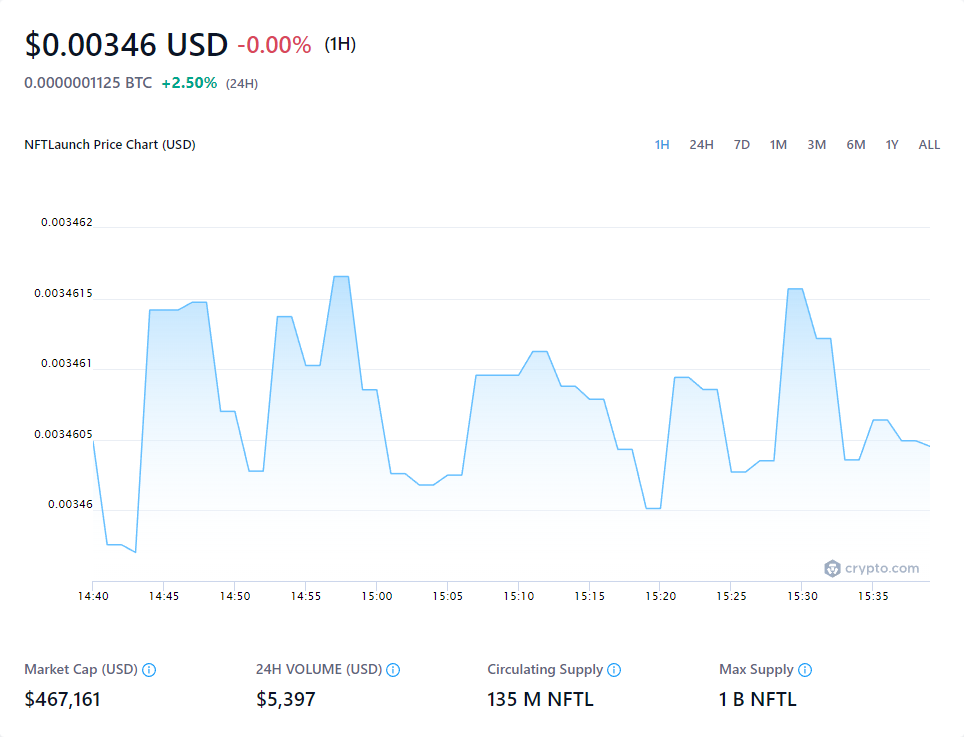 $0.00346 USD -0.00% (1H)
0.0000001125 BTC +2.50% (24H)
NFTLaunch Price Chart (USD) 1H 24H 7D 1M 3M 6M 1Y ALL
0.003462
0.0034615
0.003461
0.0034605
0.00346
crypto.com
14:40 14:45 14:50 14:55 15:00 15:05 15:10 15:15 15:20 15:25 15:30 15:35
Market Cap (USD) 24H VOLUME (USD) Circulating Supply Max Supply
$467,161 $5,397 135 M NFTL 1 B NFTL